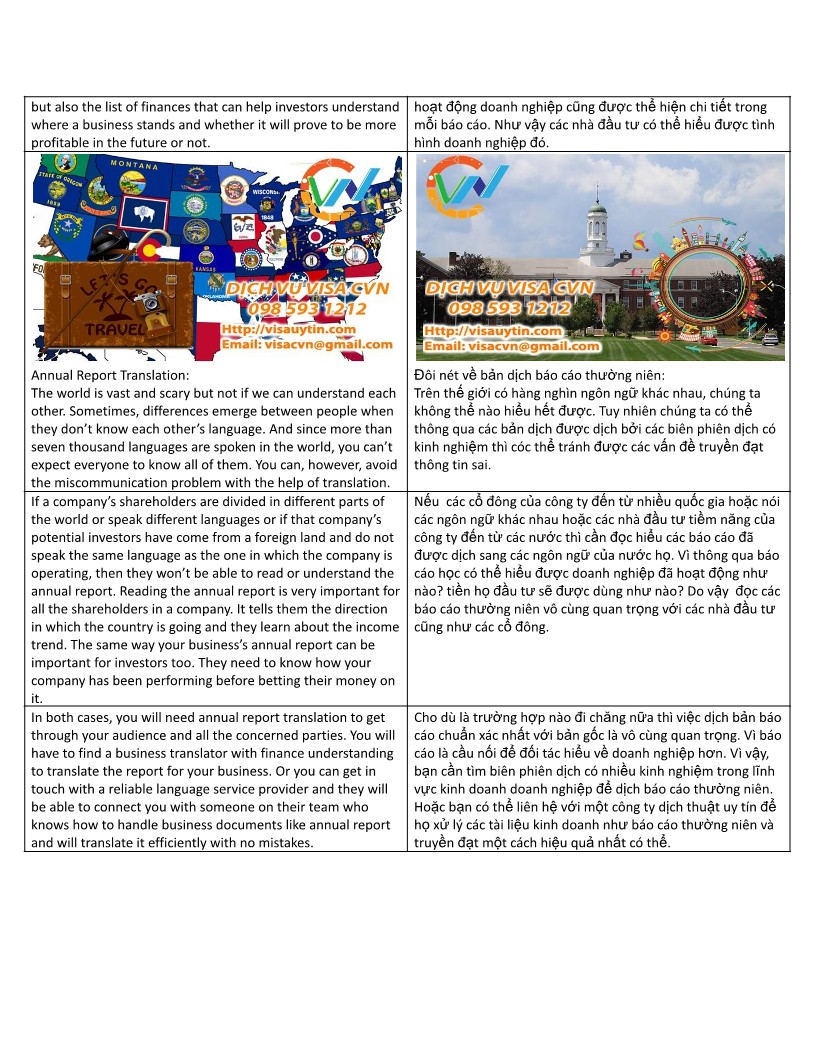 but also the list of finances that can help investors understand
where a business stands and whether it will prove to be more
profitable in the future or not.
hoạt động doanh nghiệp cũng được thể hiện chi tiết trong
mỗi báo cáo. Như vậy các nhà đầu tư có thể hiểu được tình
hình doanh nghiệp đó.
STATE OF OREGON
1859
MONTANA
WISCONSIN
1848
KANSAS
OKLAHOMA
LET'S GO
TRAVEL
CVN
DỊCH VỤ VISA CVN
098 593 1212
Http://visauytin.com
Email: visacvn@gmail.com
CVN
DỊCH VỤ VISA CVN
098 593 1212
Http://visauytin.com
Email: visacvn@gmail.com
Annual Report Translation:
The world is vast and scary but not if we can understand each
other. Sometimes, differences emerge between people when
they don’t know each other’s language. And since more than
seven thousand languages are spoken in the world, you can’t
expect everyone to know all of them. You can, however, avoid
the miscommunication problem with the help of translation.
Đôi nét về bản dịch báo cáo thường niên:
Trên thế giới có hàng nghìn ngôn ngữ khác nhau, chúng ta
không thể nào hiểu hết được. Tuy nhiên chúng ta có thể
thông qua các bản dịch được dịch bởi các biên phiên dịch có
kinh nghiệm thì cóc thể tránh được các vấn đề truyền đạt
thông tin sai.
If a company’s shareholders are divided in different parts of
the world or speak different languages or if that company’s
potential investors have come from a foreign land and do not
speak the same language as the one in which the company is
operating, then they won’t be able to read or understand the
annual report. Reading the annual report is very important for
all the shareholders in a company. It tells them the direction
in which the country is going and they learn about the income
trend. The same way your business’s annual report can be
important for investors too. They need to know how your
company has been performing before betting their money on
it.
Nếu  các cổ đông của công ty đến từ nhiều quốc gia hoặc nói
các ngôn ngữ khác nhau hoặc các nhà đầu tư tiềm năng của
công ty đến từ các nước thì cần đọc hiểu các báo cáo đã
được dịch sang các ngôn ngữ của nước họ. Vì thông qua báo
cáo học có thể hiểu được doanh nghiệp đã hoạt động như
nào? tiền họ đầu tư sẽ được dùng như nào? Do vậy  đọc các
báo cáo thường niên vô cùng quan trọng với các nhà đầu tư
cũng như các cổ đông.
In both cases, you will need annual report translation to get
through your audience and all the concerned parties. You will
have to find a business translator with finance understanding
to translate the report for your business. Or you can get in
touch with a reliable language service provider and they will
be able to connect you with someone on their team who
knows how to handle business documents like annual report
and will translate it efficiently with no mistakes.
Cho dù là trường hợp nào đi chăng nữa thì việc dịch bản báo
cáo chuẩn xác nhất với bản gốc là vô cùng quan trọng. Vì báo
cáo là cầu nối để đối tác hiểu về doanh nghiệp hơn. Vì vậy,
bạn cần tìm biên phiên dịch có nhiều kinh nghiệm trong lĩnh
vực kinh doanh doanh nghiệp để dịch báo cáo thường niên.
Hoặc bạn có thể liên hệ với một công ty dịch thuật uy tín để
họ xử lý các tài liệu kinh doanh như báo cáo thường niên và
truyền đạt một cách hiệu quả nhất có thể.